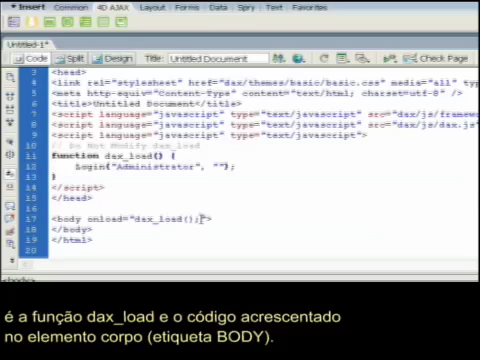 Insert Common 4D AJAX Layout Forms Data Spry Text Favorites
Untitled-1*
Code Split Design Title: Untitled Document Check Page
3 <head>
4 <link rel="stylesheet" href="dax/themes/basic/basic.css" media="all" typ
5 <meta http-equiv="Content-Type" content="text/html; charset=utf-8" />
6 <title>Untitled Document</title>
7 <script language="javascript" type="text/javascript" src="dax/js/framewo
8 <script language="javascript" type="text/javascript" src="dax/js/dax.js"
9 <script language="javascript" type="text/javascript">
10 // Do Not Modify dax_load
11 function dax_load() {
12 $login("Administrator", "");
13 }
14 </script>
15 </head>
16
17 <body onload="dax_load();">
18 </body>
19 </html>
20
<body>
é a função dax_load e o código acrescentado
no elemento corpo (etiqueta BODY).